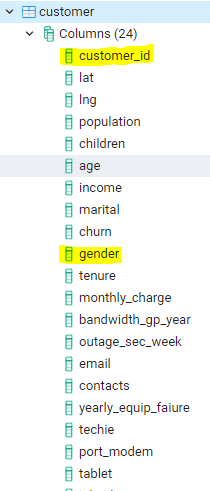 customer
Columns (24)
customer_id
lat
lng
population
children
age
income
marital
churn
gender
tenure
monthly_charge
bandwidth_gp_year
outage_sec_week
email
contacts
yearly_equip_faiure
techie
port_modem
tablet